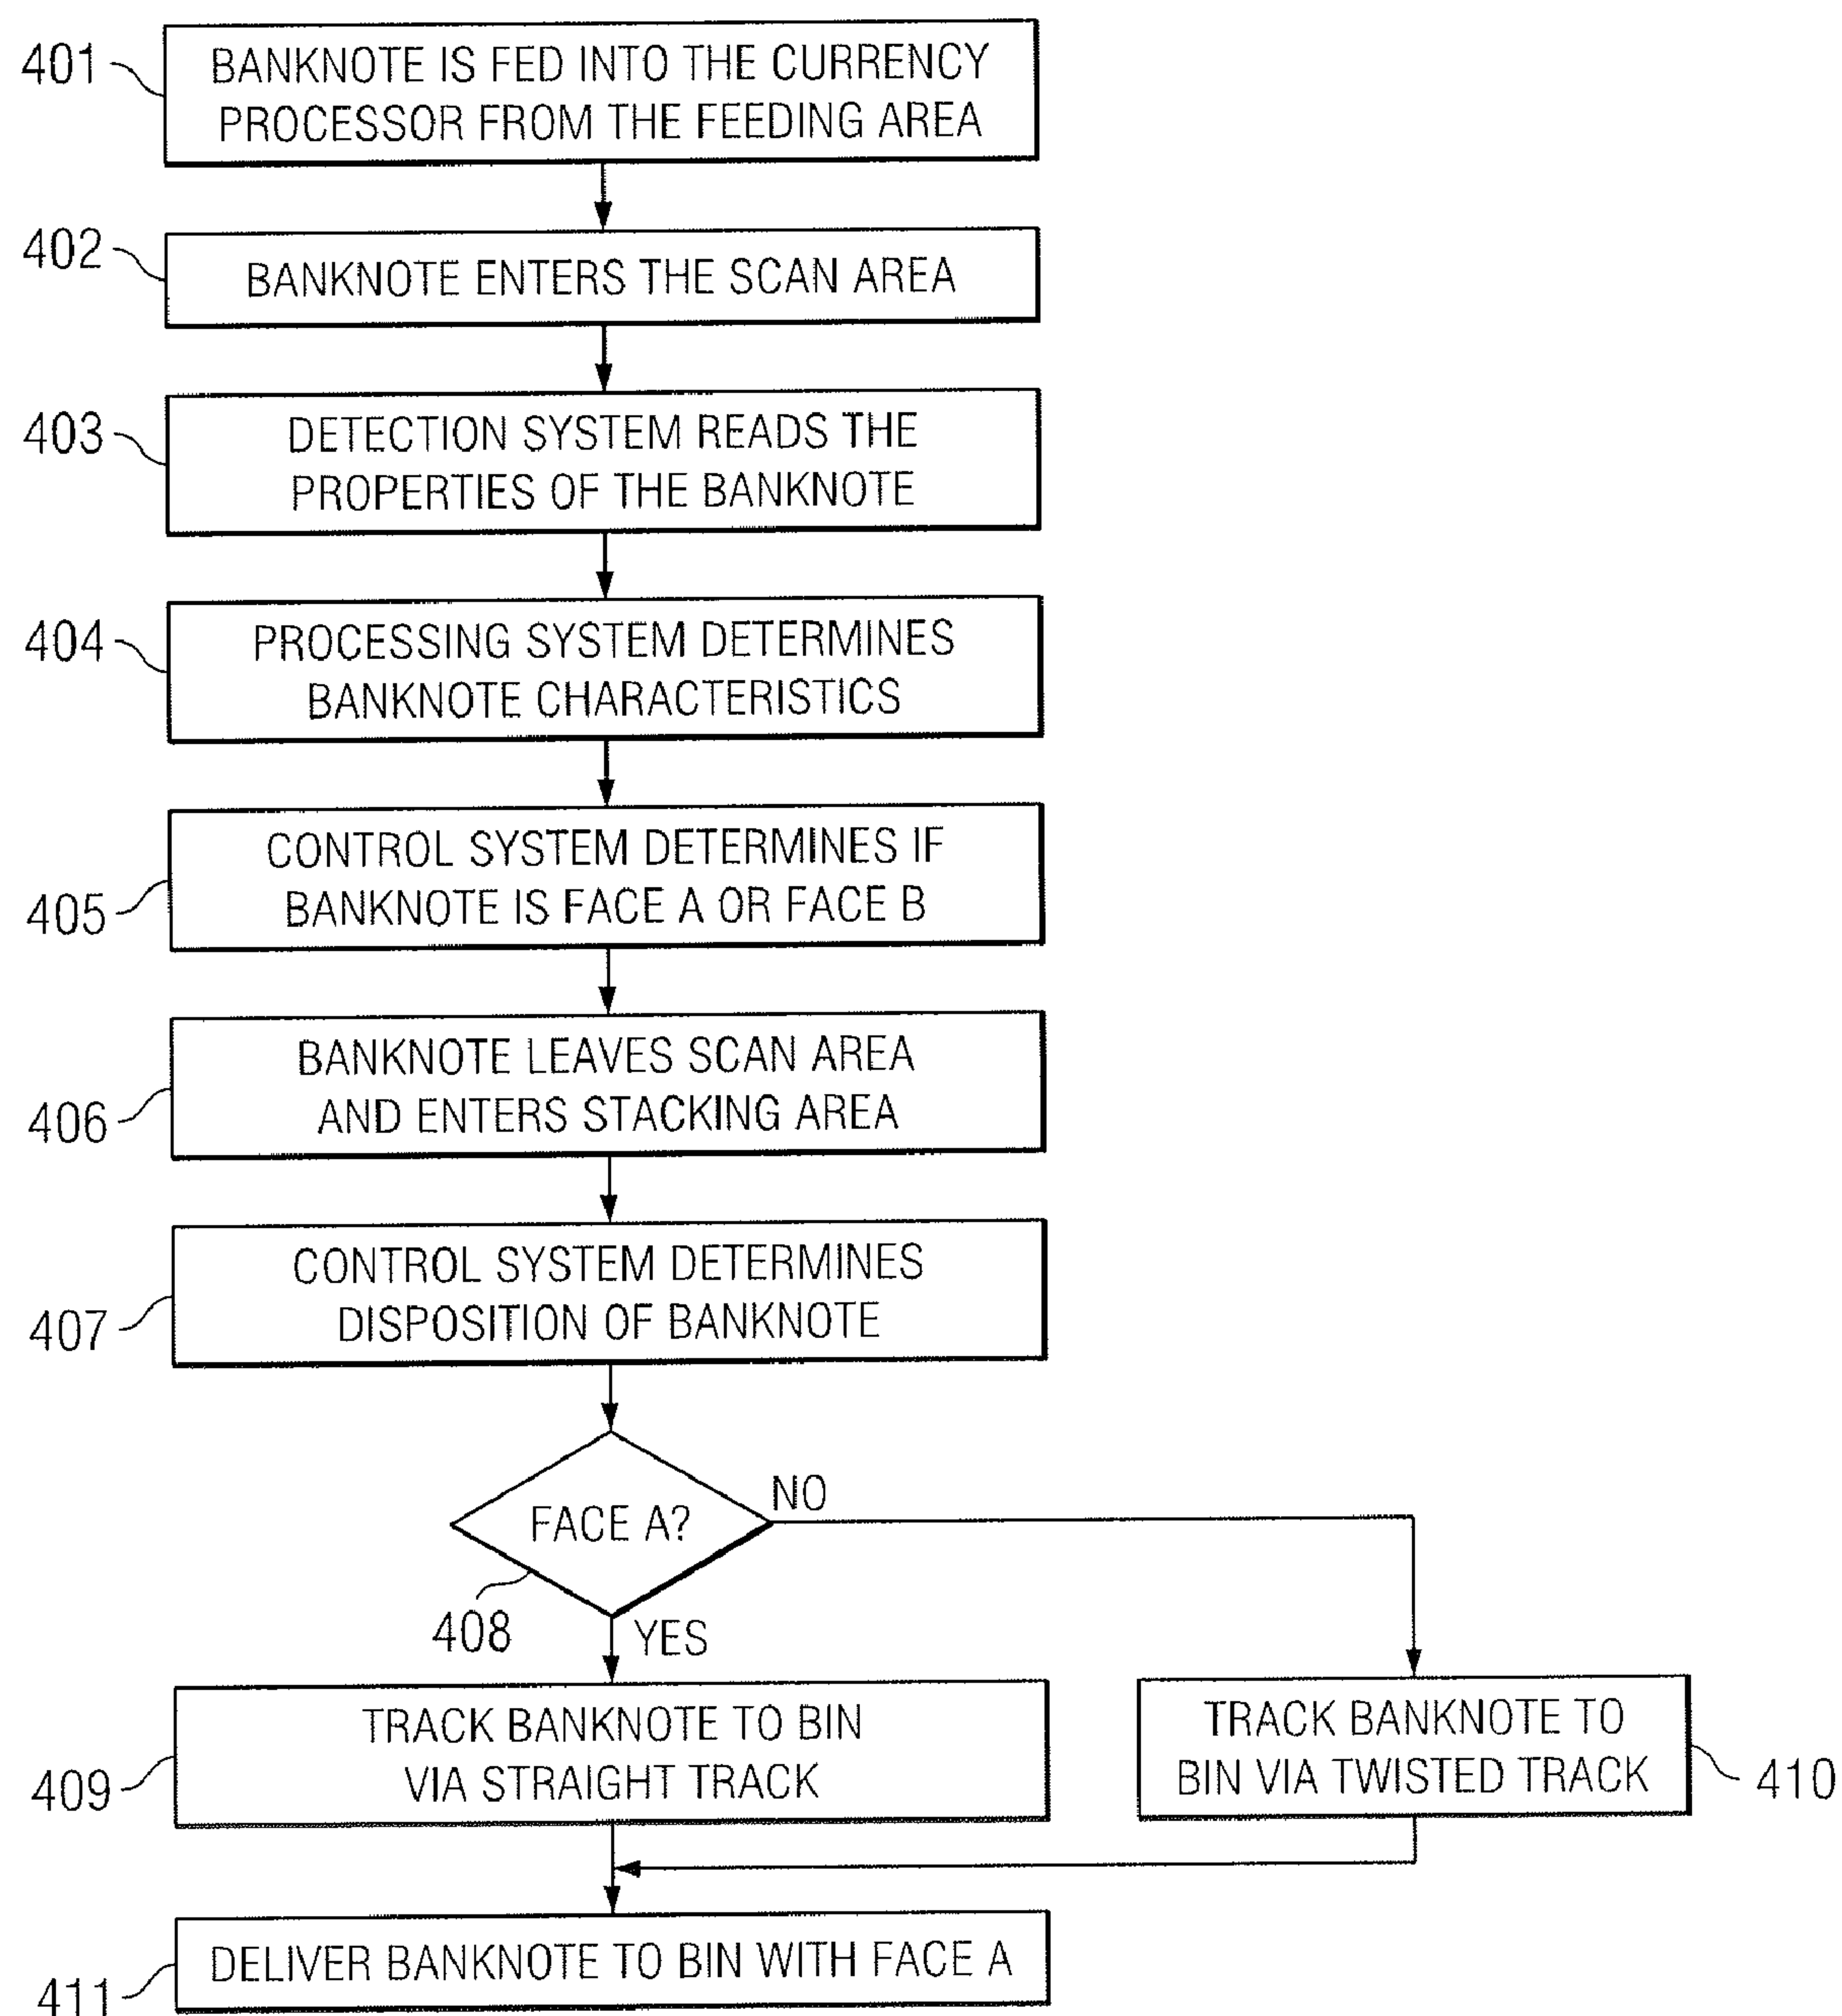 401
BANKNOTE IS FED INTO THE CURRENCY
PROCESSOR FROM THE FEEDING AREA
402
BANKNOTE ENTERS THE SCAN AREA
403
DETECTION SYSTEM READS THE
PROPERTIES OF THE BANKNOTE
404
PROCESSING SYSTEM DETERMINES
BANKNOTE CHARACTERISTICS
405
CONTROL SYSTEM DETERMINES IF
BANKNOTE IS FACE A OR FACE B
406
BANKNOTE LEAVES SCAN AREA
AND ENTERS STACKING AREA
407
CONTROL SYSTEM DETERMINES
DISPOSITION OF BANKNOTE
FACE A?
NO
408
YES
409
TRACK BANKNOTE TO BIN
VIA STRAIGHT TRACK
TRACK BANKNOTE TO
BIN VIA TWISTED TRACK
410
411
DELIVER BANKNOTE TO BIN WITH FACE A